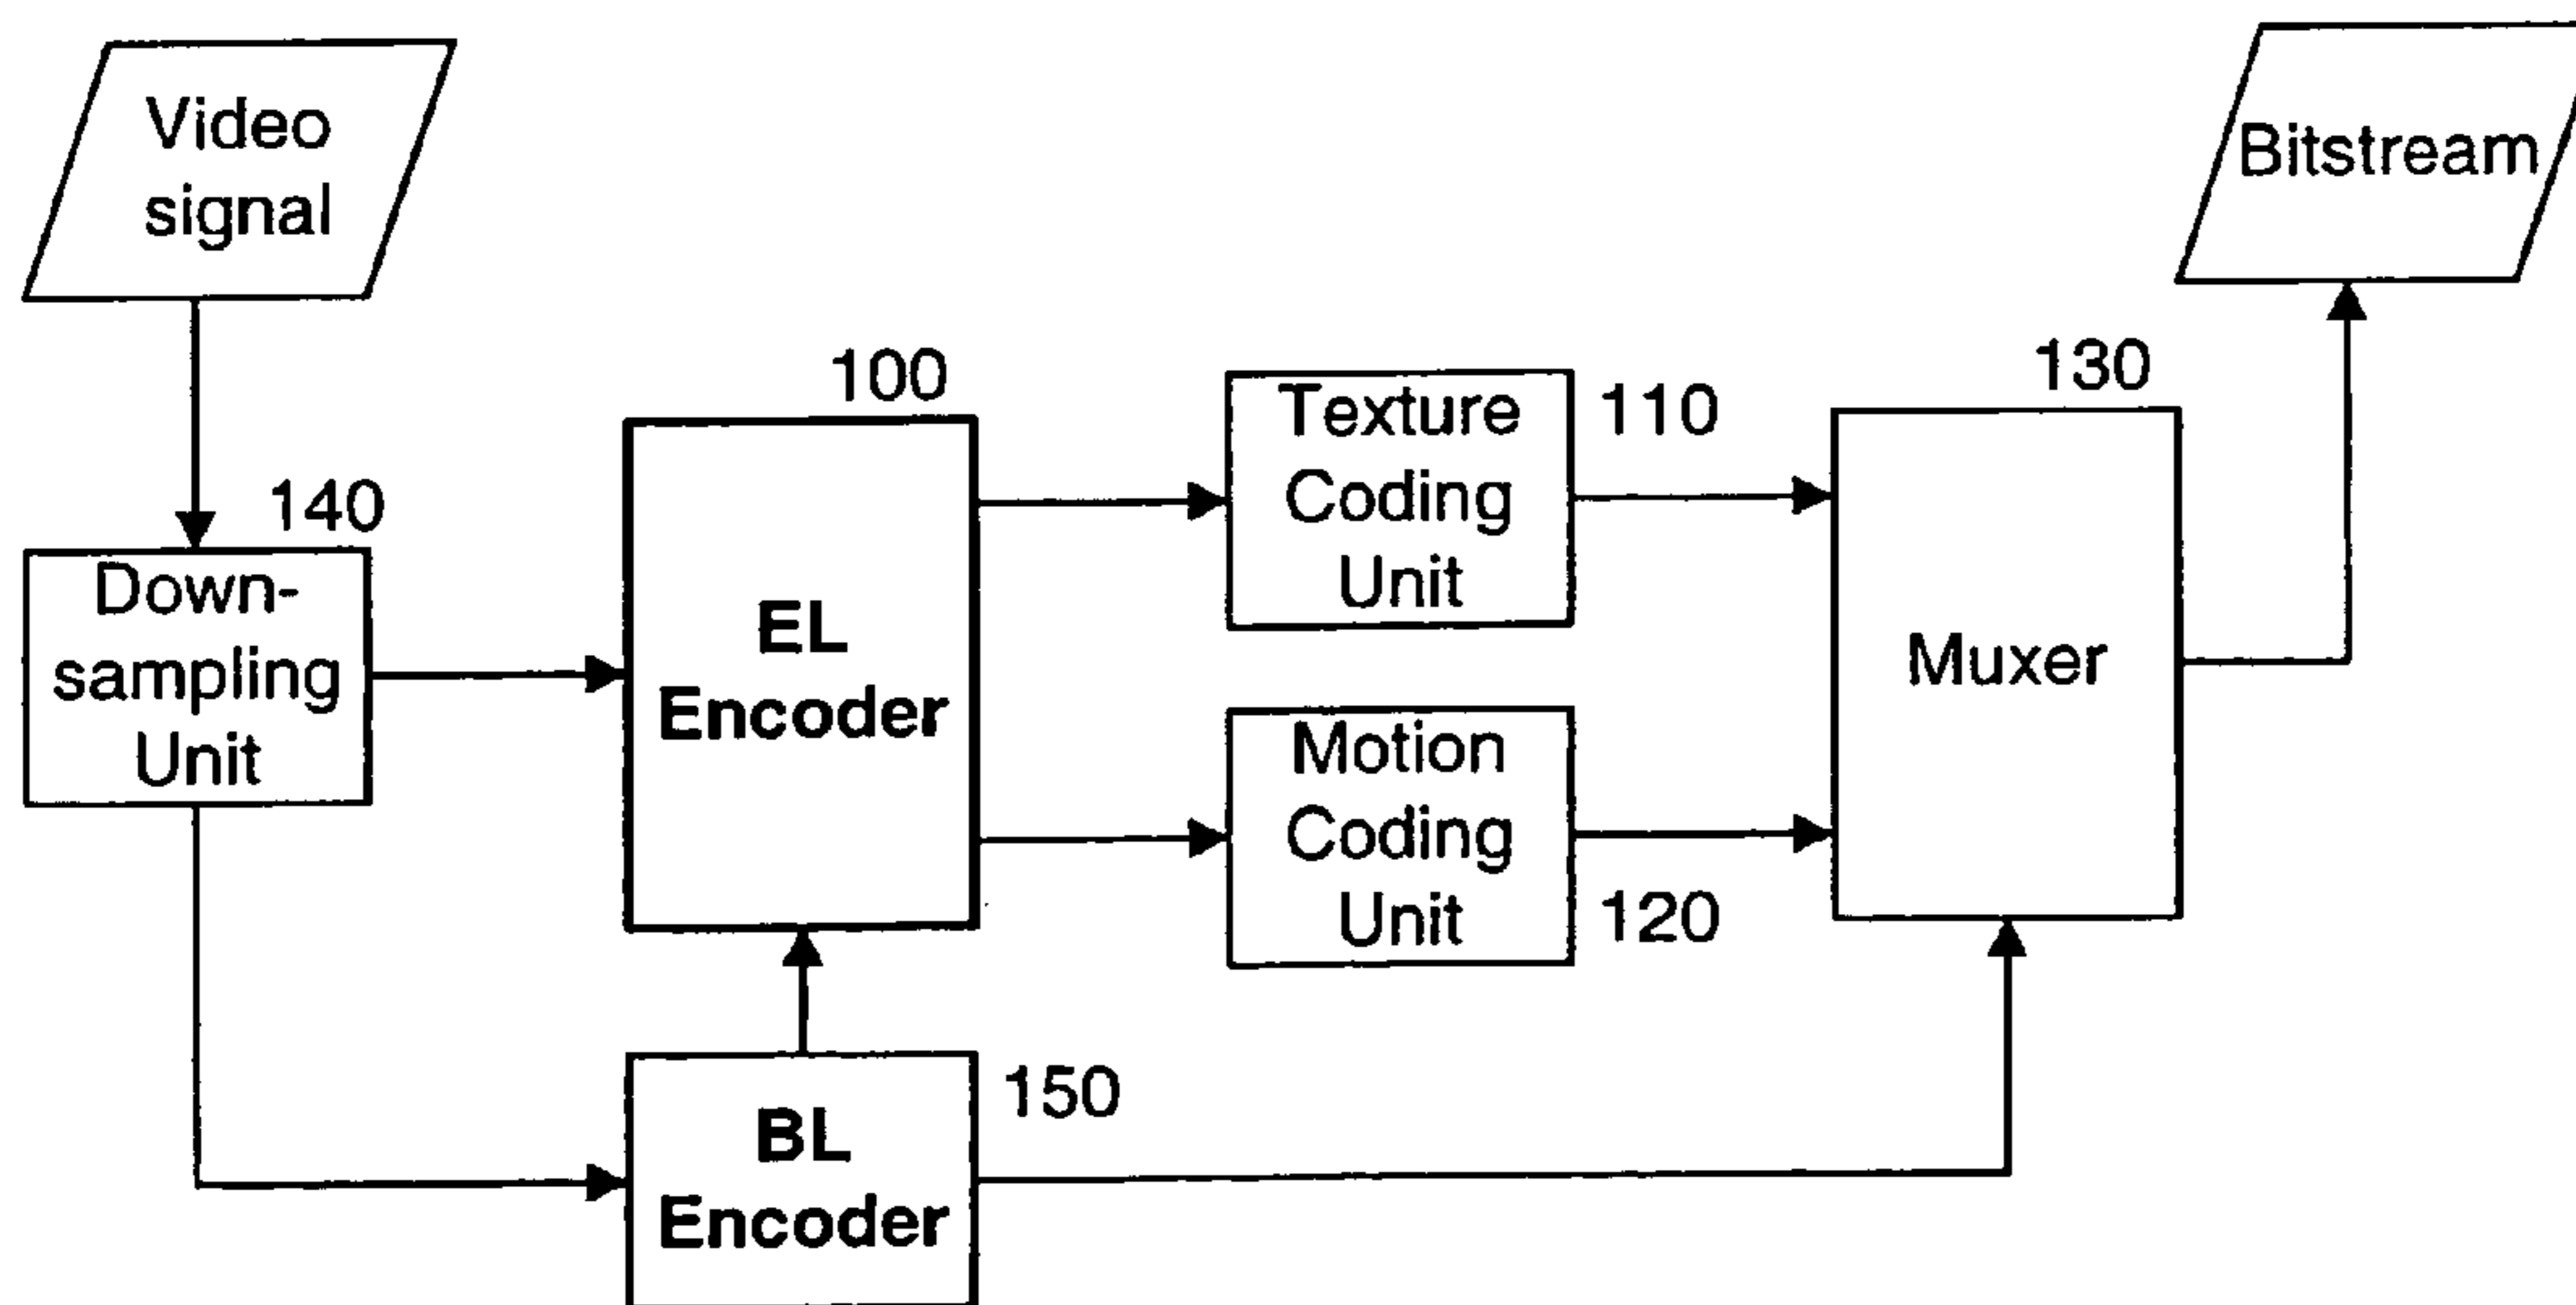 Video
signal
Bitstream
100
130
140
Texture
Coding
Unit
110
Down-
sampling
Unit
EL
Encoder
Muxer
Motion
Coding
Unit
120
150
BL
Encoder